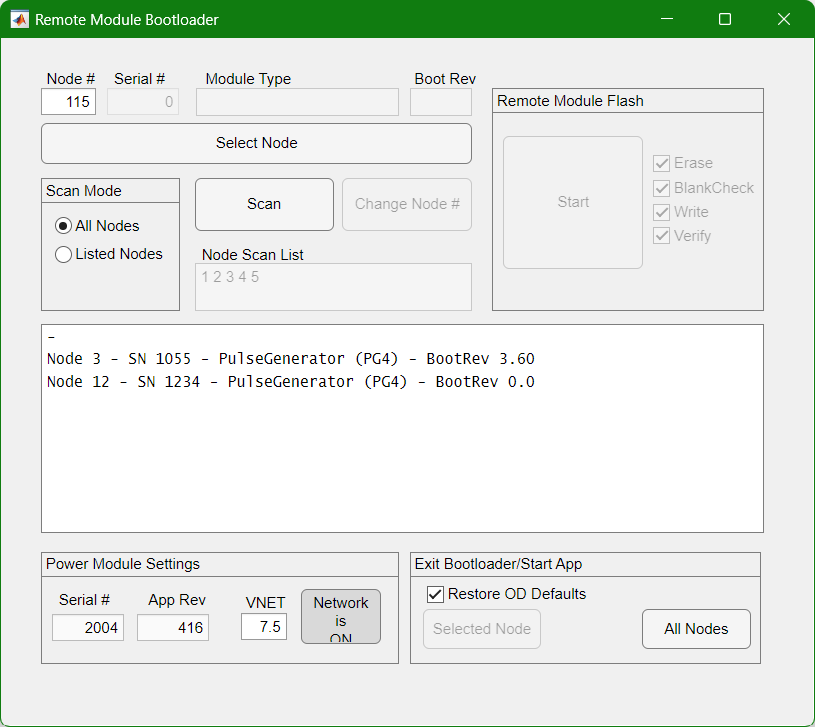 Remote Module Bootloader
Node # Serial # Module Type Boot Rev
115 0
Select Node
Scan Mode
All Nodes
Listed Nodes
Scan Change Node #
Node Scan List
1 2 3 4 5
Remote Module Flash
Start
Erase
BlankCheck
Write
Verify
-
Node 3 - SN 1055 - PulseGenerator (PG4) - BootRev 3.60
Node 12 - SN 1234 - PulseGenerator (PG4) - BootRev 0.0
Power Module Settings
Serial # App Rev VNET
2004 416 7.5
Network
is
ON
Exit Bootloader/Start App
Restore OD Defaults
Selected Node All Nodes